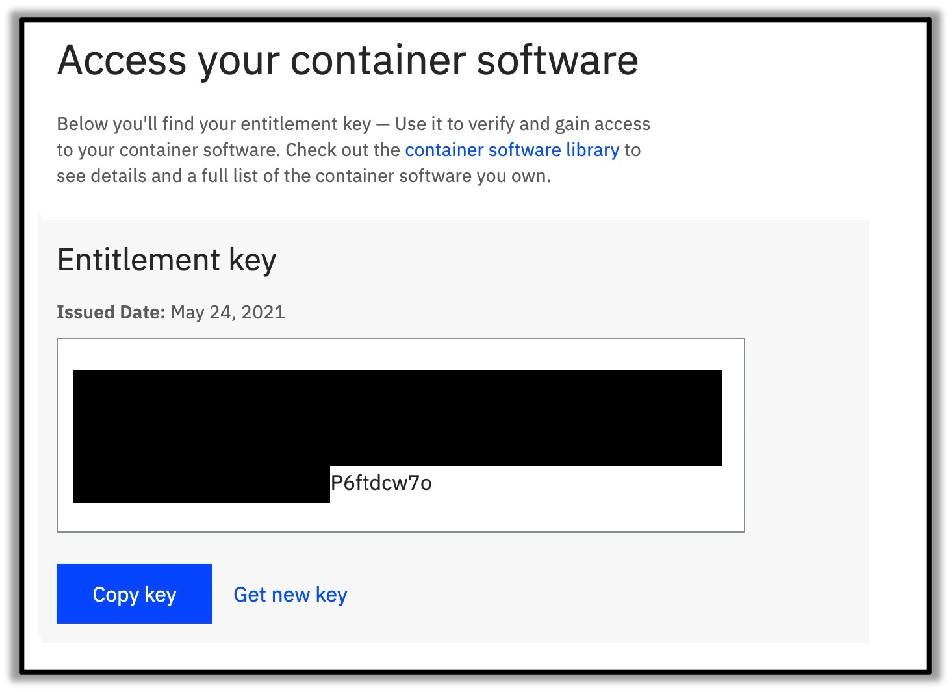 Access your container software
Below you'll find your entitlement key — Use it to verify and gain access
to your container software. Check out the container software library to
see details and a full list of the container software you own.
Entitlement key
Issued Date: May 24, 2021
P6ftdcw7o
Copy key
Get new key